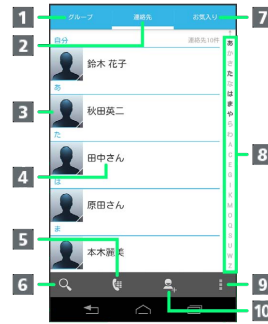 1
グループ
連絡先
お気入り
7
2
自分
連絡先10件
鈴木 花子
あ
3
秋田英二
た
田中さん
4
は
原田さん
5
ま
本木麗美
6
8
9
10
↑
あ
か
さ
た
な
は
ま
や
ら
わ
A
C
E
G
I
K
M
O
Q
S
U
W
Z